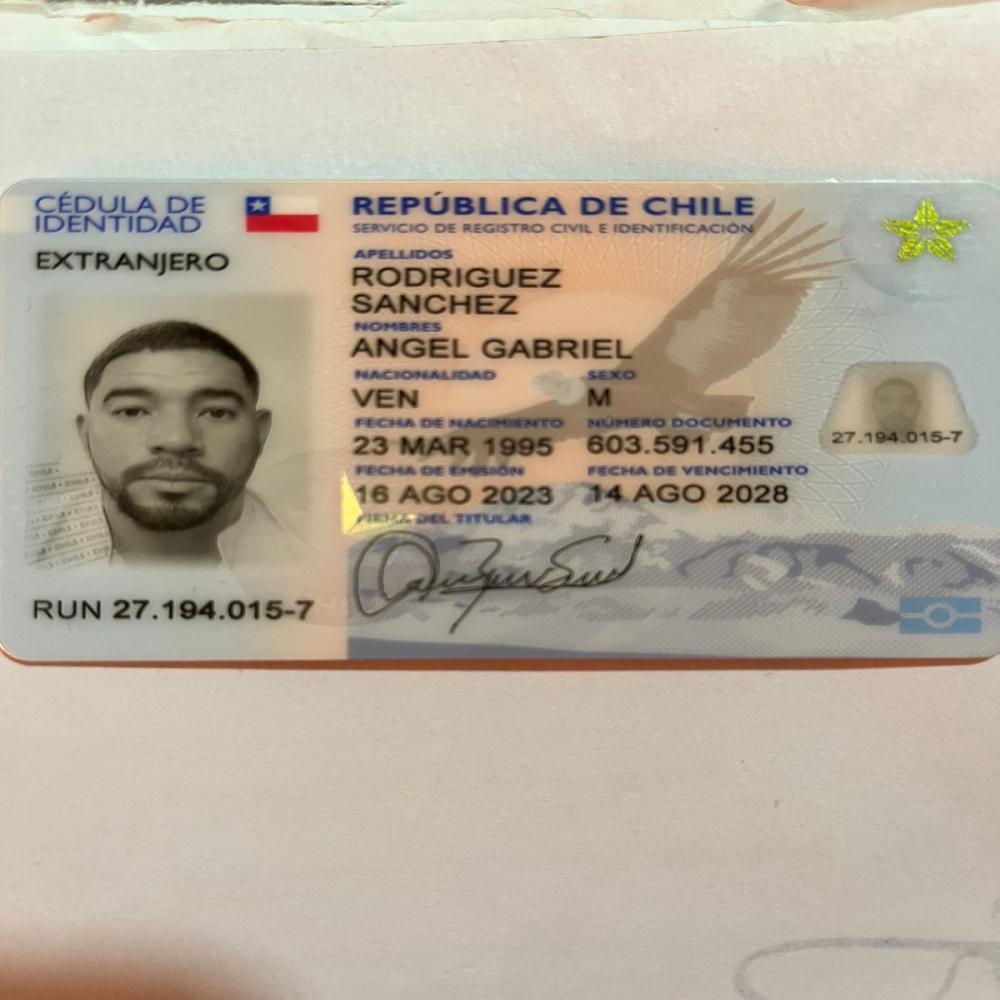 CÉDULA DE
IDENTIDAD
EXTRANJERO
REPÚBLICA DE CHILE
SERVICIO DE REGISTRO CIVIL E IDENTIFICACIÓN
APELLIDOS
RODRIGUEZ
SANCHEZ
NOMBRES
ANGEL GABRIEL
NACIONALIDAD SEXO
VEN M
FECHA DE NACIMIENTO NÚMERO DOCUMENTO
23 MAR 1995 603.591.455
FECHA DE EMISIÓN FECHA DE VENCIMIENTO
16 AGO 2023 14 AGO 2028
FIRMA DEL TITULAR
RUN 27.194.015-7
27.194.015-7